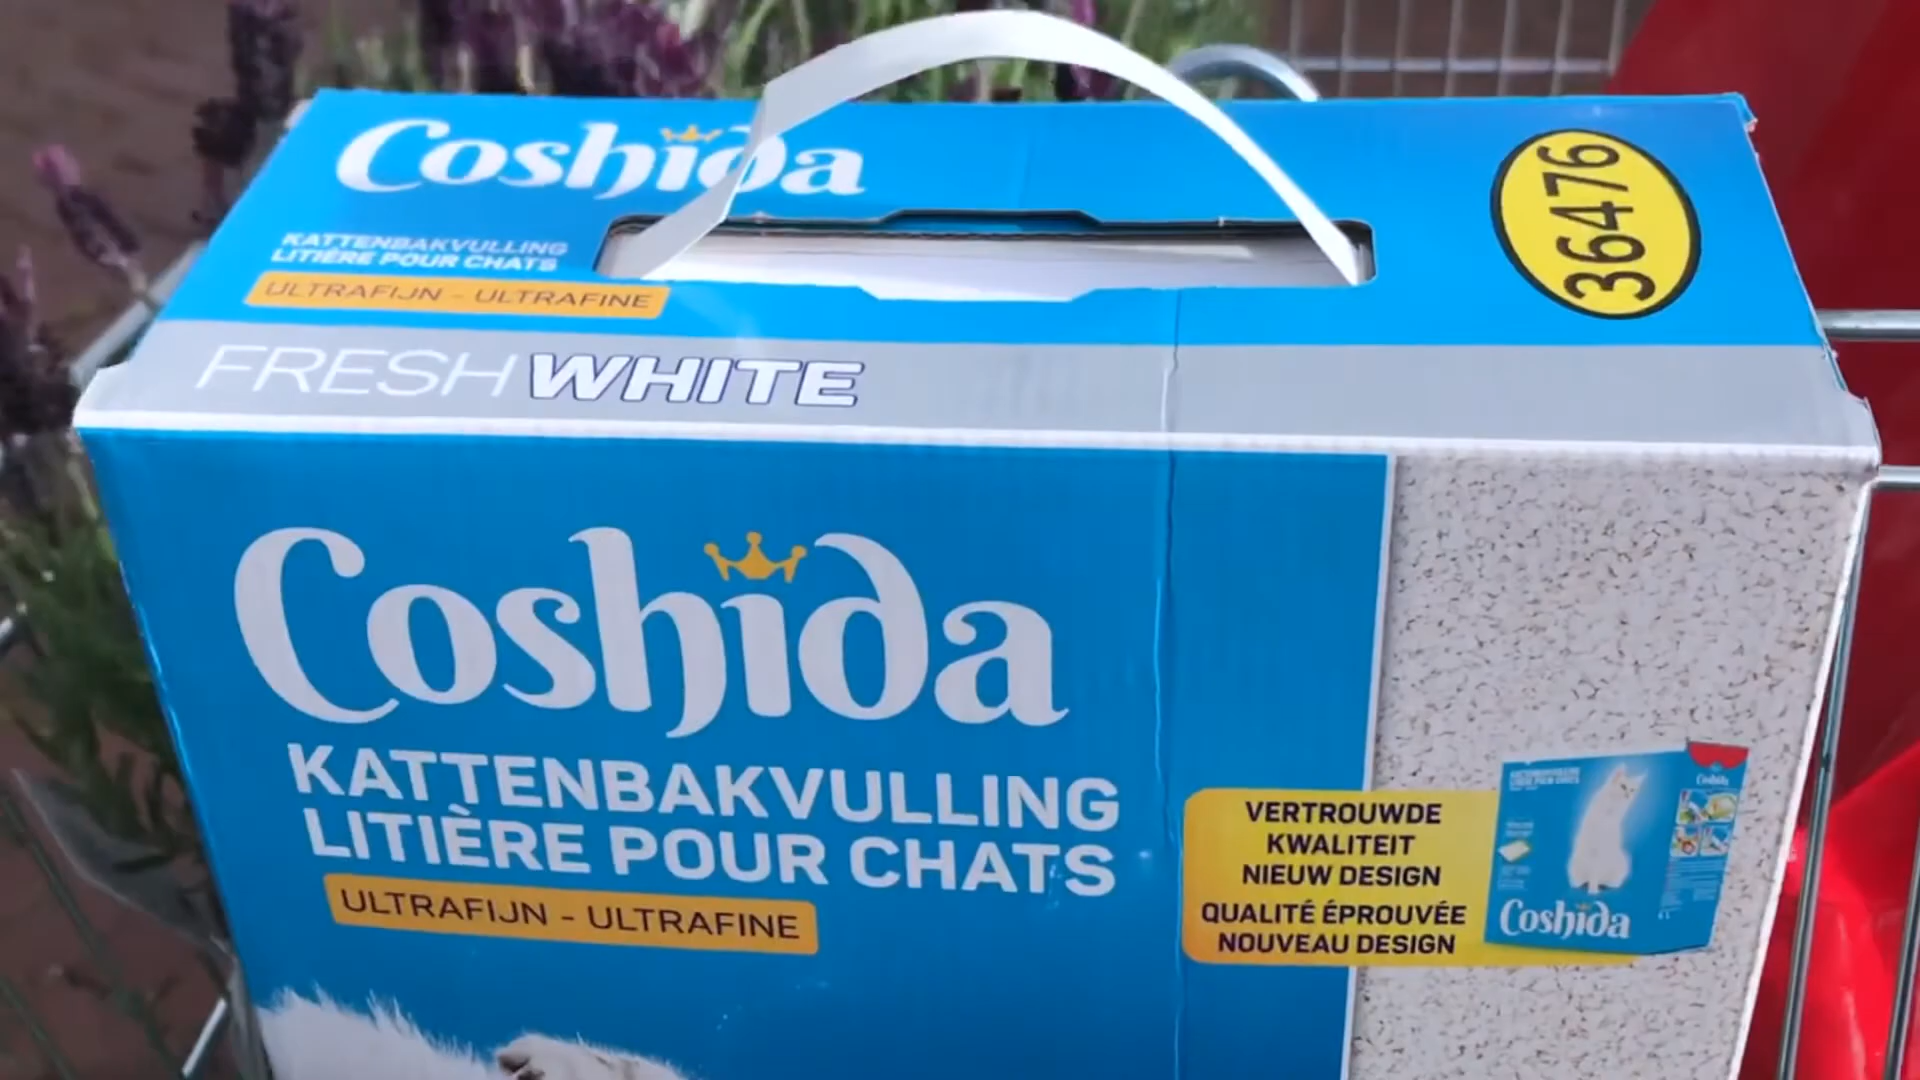 Coshida
KATTENBAKVULLING
LITIÈRE POUR CHATS
ULTRAFIJN - ULTRAFINE
36476
FRESH WHITE
Coshida
KATTENBAKVULLING
LITIÈRE POUR CHATS
ULTRAFIJN - ULTRAFINE
VERTROUWDE
KWALITEIT
NIEUW DESIGN
QUALITÉ ÉPROUVÉE
NOUVEAU DESIGN
Coshida
Coshida